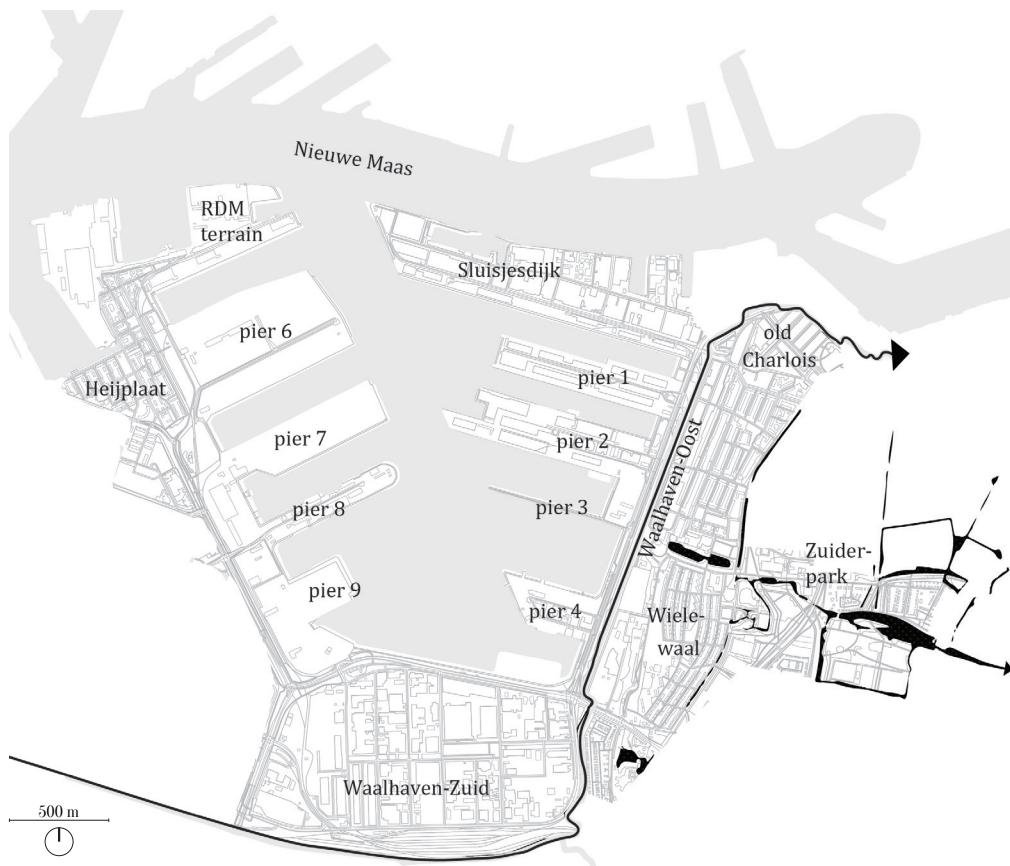 Nieuwe Maas
RDM
terrain
Sluisjesdijk
pier 6
old
Charlois
pier 1
Heijplaat
pier 7
pier 2
Waalhaven-Oost
pier 8
pier 3
Zuider-
park
pier 9
pier 4
Wiele-
waal
Waalhaven-Zuid
500 m